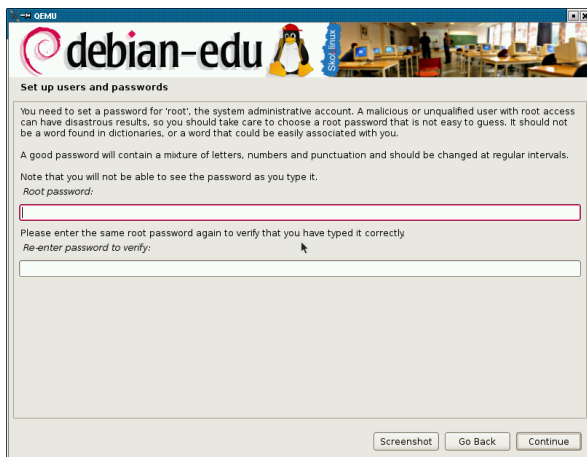 QEMU
debian-edu
Skolelinux
Set up users and passwords
You need to set a password for 'root', the system administrative account. A malicious or unqualified user with root access
can have disastrous results, so you should take care to choose a root password that is not easy to guess. It should not
be a word found in dictionaries, or a word that could be easily associated with you.
A good password will contain a mixture of letters, numbers and punctuation and should be changed at regular intervals.
Note that you will not be able to see the password as you type it.
Root password:
Please enter the same root password again to verify that you have typed it correctly.
Re-enter password to verify:
Screenshot
Go Back
Continue